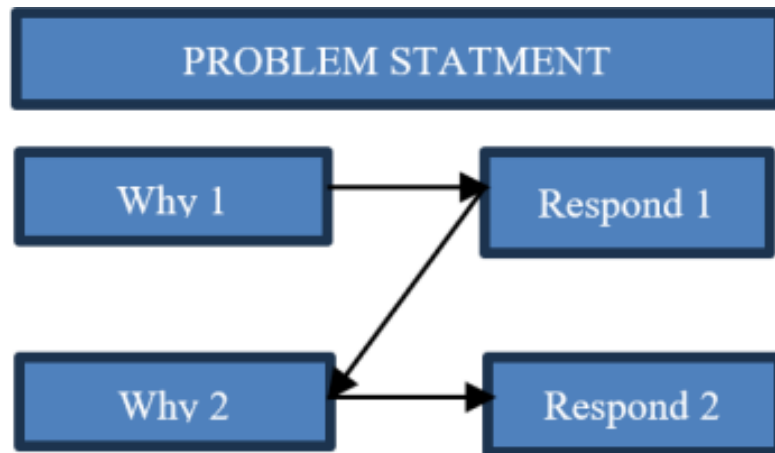 PROBLEM STATMENT
Why 1
Respond 1
Why 2
Respond 2